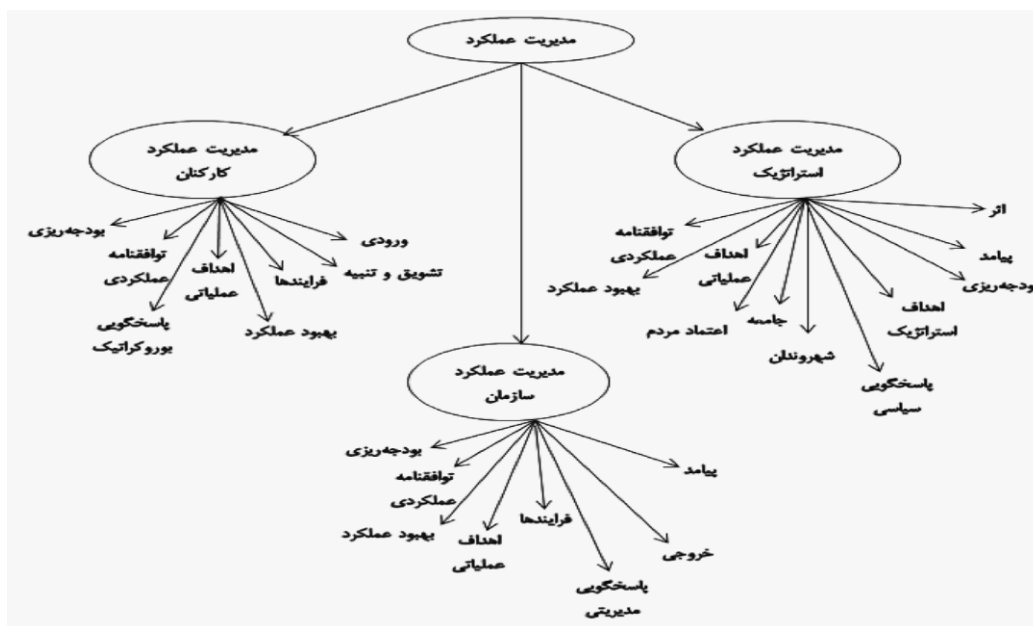 مدیریت عملکرد
مدیریت عملکرد
استراتژیک
اثر
پیامد
بودجه‌ریزی
اهداف
استراتژیک
پاسخگویی
سیاسی
شهروندان
جامعه
اعتماد مردم
اهداف
عملیاتی
بهبود عملکرد
توافقنامه
عملکردی
مدیریت عملکرد
کارکنان
ورودی
تشویق و تنبیه
فرایندها
بهبود عملکرد
اهداف
عملیاتی
پاسخگویی
بوروکراتیک
توافقنامه
عملکردی
بودجه‌ریزی
مدیریت عملکرد
سازمان
پیامد
خروجی
پاسخگویی
مدیریتی
فرایندها
اهداف
عملیاتی
بهبود عملکرد
توافقنامه
عملکردی
بودجه‌ریزی